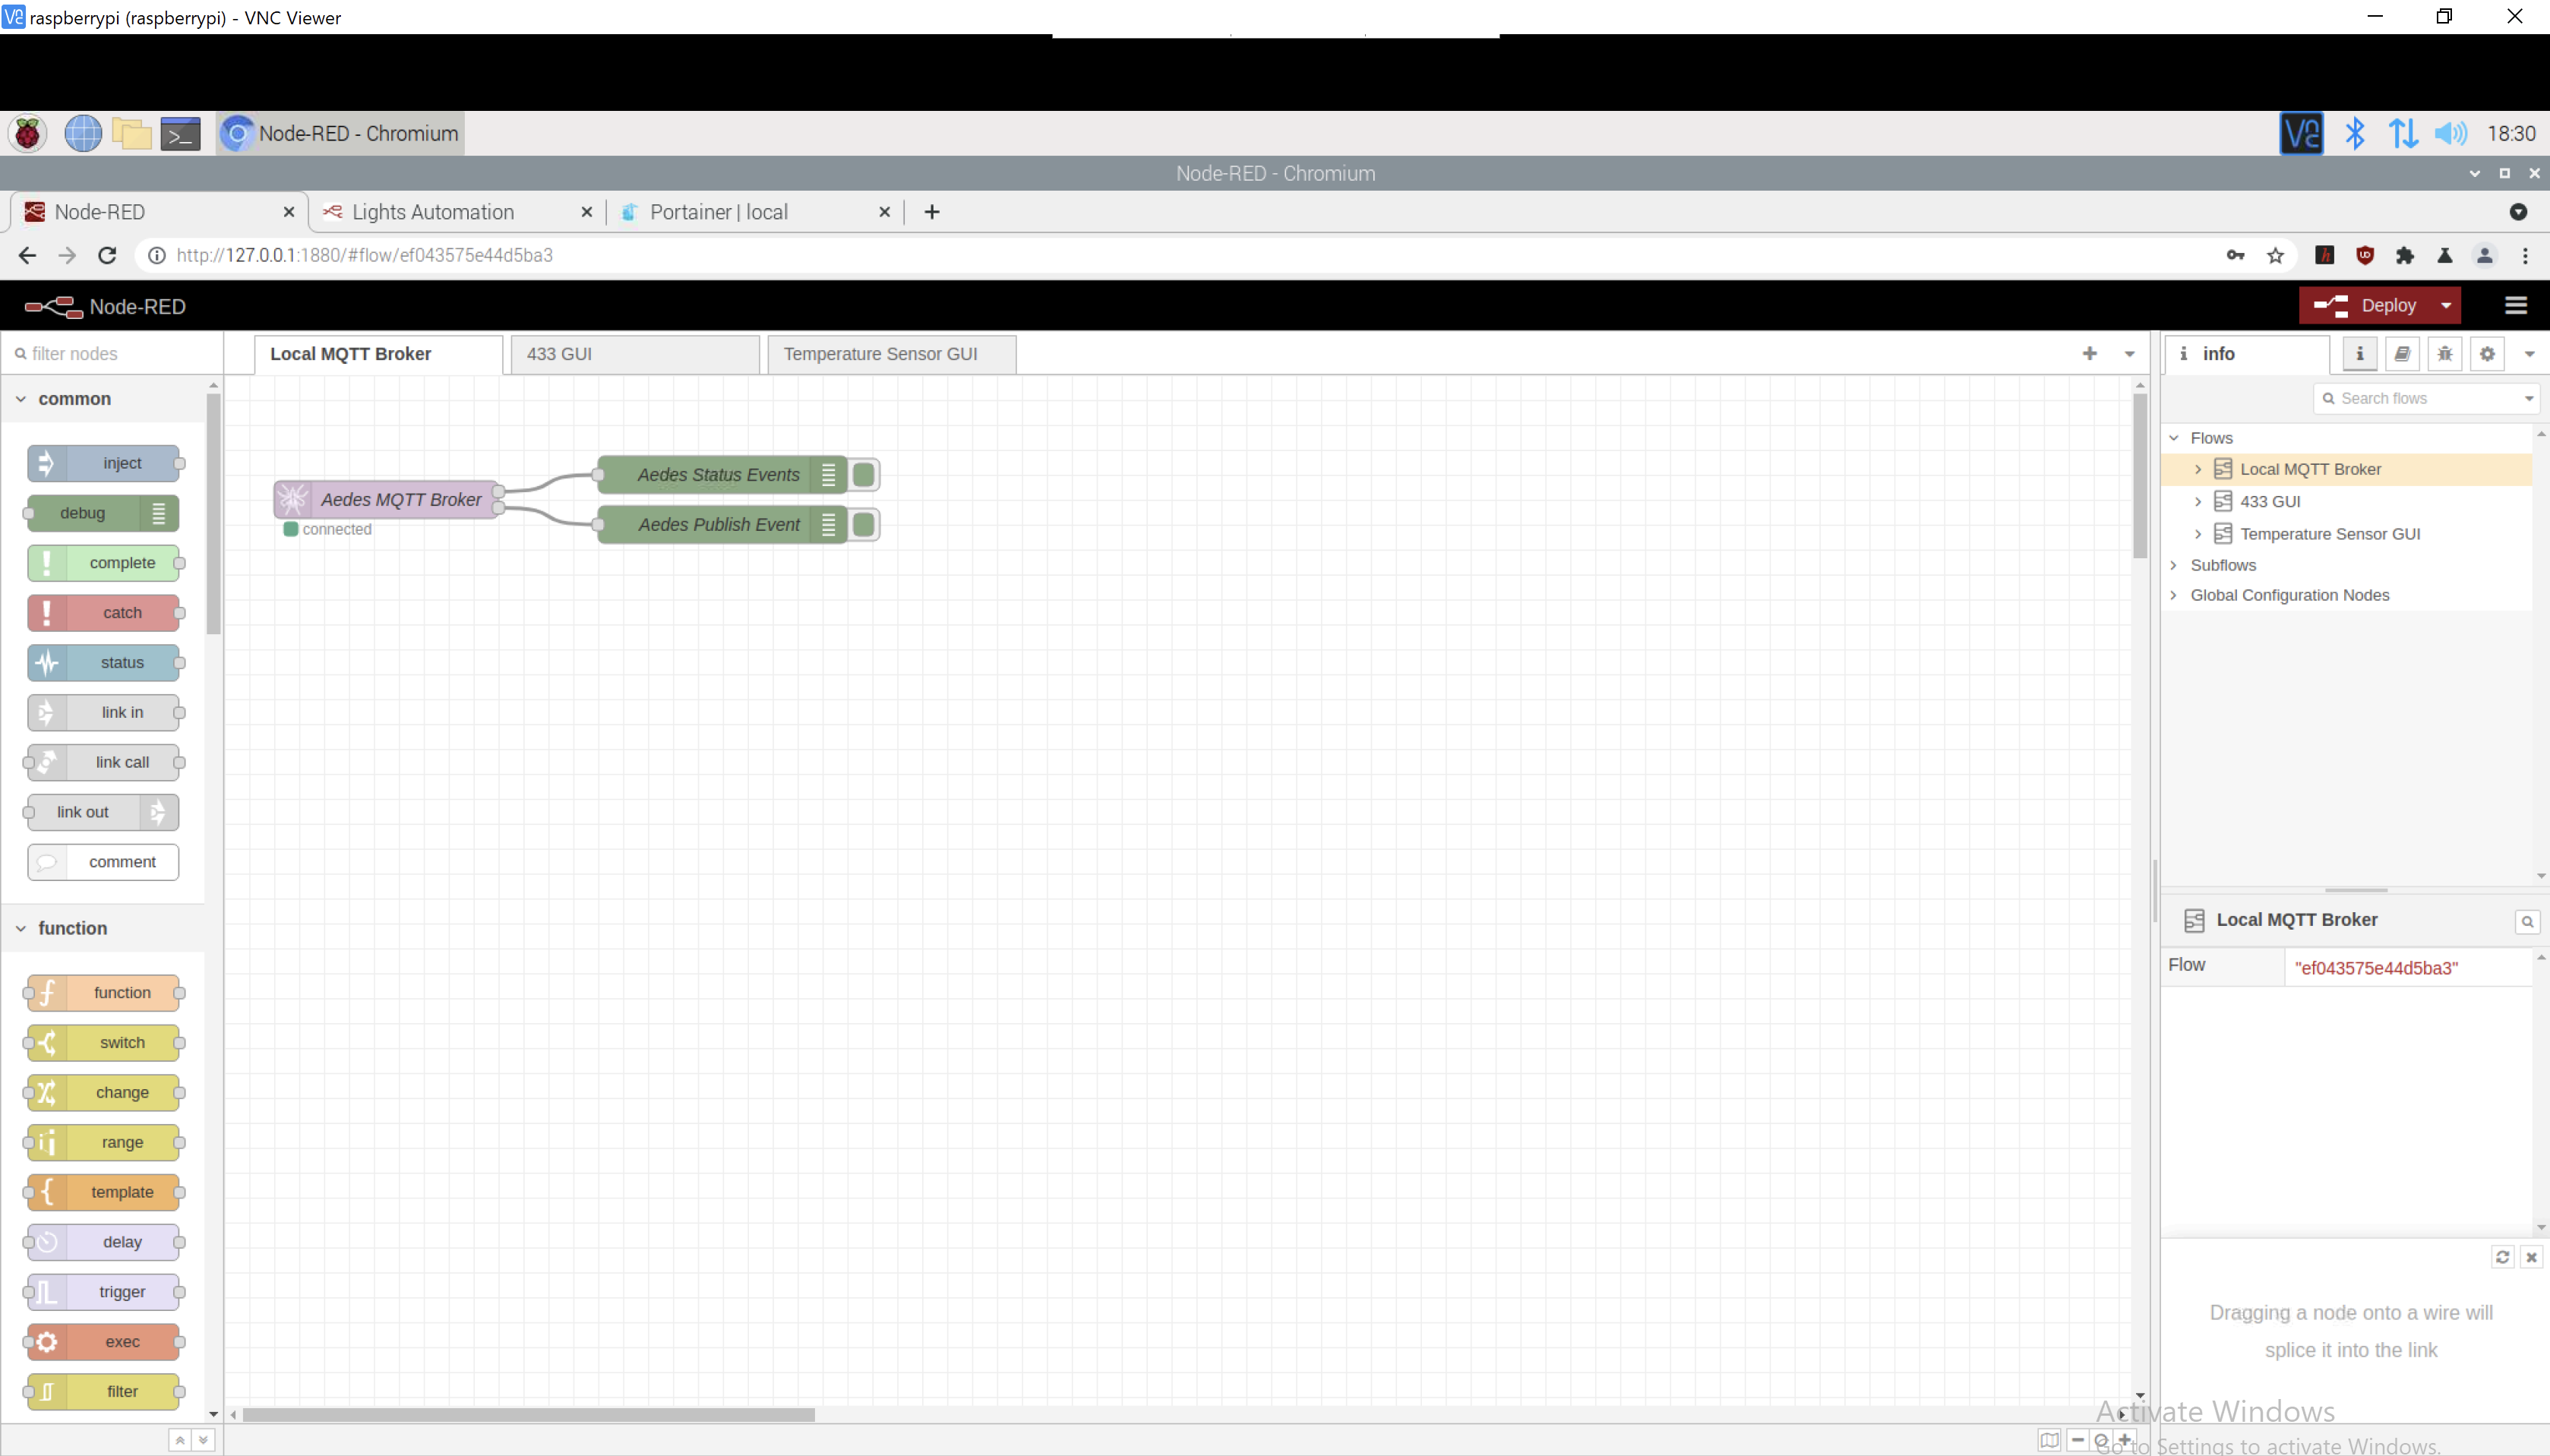 raspberrypi (raspberrypi) - VNC Viewer
Node-RED - Chromium
18:30
Node-RED - Chromium
Node-RED
Lights Automation
Portainer | local
http://127.0.0.1:1880/#flow/ef043575e44d5ba3
Node-RED
Deploy
filter nodes
Local MQTT Broker
433 GUI
Temperature Sensor GUI
info
common
inject
debug
complete
catch
status
link in
link call
link out
comment
function
function
switch
change
range
template
delay
trigger
exec
filter
Aedes MQTT Broker
connected
Aedes Status Events
Aedes Publish Event
Search flows
Flows
Local MQTT Broker
433 GUI
Temperature Sensor GUI
Subflows
Global Configuration Nodes
Local MQTT Broker
Flow
"ef043575e44d5ba3"
Dragging a node onto a wire will
splice it into the link
Activate Windows
Go to Settings to activate Windows.